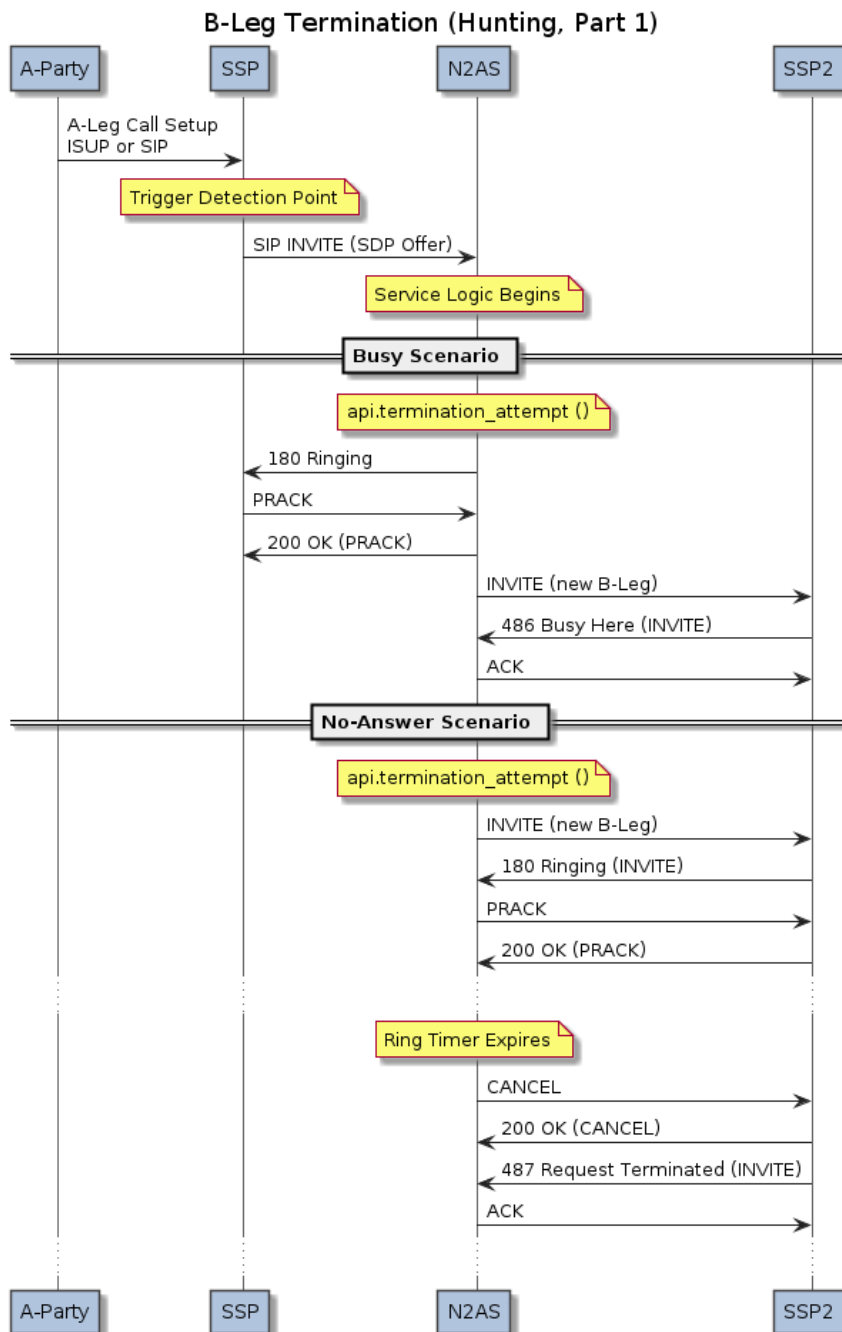 B-Leg Termination (Hunting, Part 1)
A-Party
SSP
N2AS
SSP2
A-Leg Call Setup
ISUP or SIP
Trigger Detection Point
SIP INVITE (SDP Offer)
Service Logic Begins
Busy Scenario
api.termination_attempt ()
180 Ringing
PRACK
200 OK (PRACK)
INVITE (new B-Leg)
486 Busy Here (INVITE)
ACK
No-Answer Scenario
api.termination_attempt ()
INVITE (new B-Leg)
180 Ringing (INVITE)
PRACK
200 OK (PRACK)
Ring Timer Expires
CANCEL
200 OK (CANCEL)
487 Request Terminated (INVITE)
ACK
A-Party
SSP
N2AS
SSP2